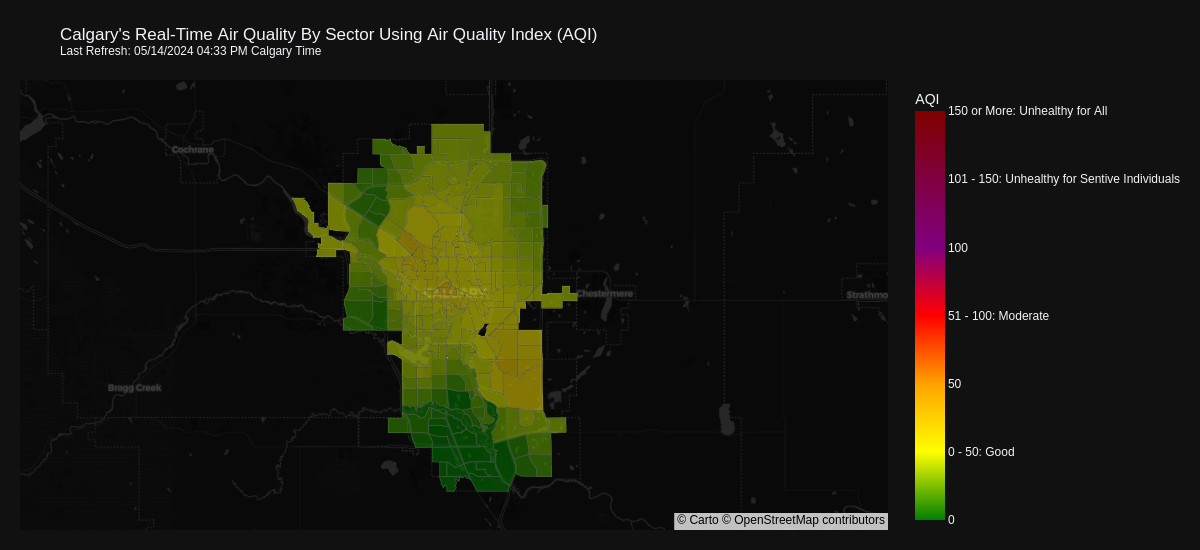 Calgary's Real-Time Air Quality By Sector Using Air Quality Index (AQI)
Last Refresh: 05/14/2024 04:33 PM Calgary Time
AQI
150 or More: Unhealthy for All
Cochrane
101 - 150: Unhealthy for Sentive Individuals
100
Chestermere
Strathmo
51 - 100: Moderate
Bragg Creek
50
0 - 50: Good
© Carto © OpenStreetMap contributors
0